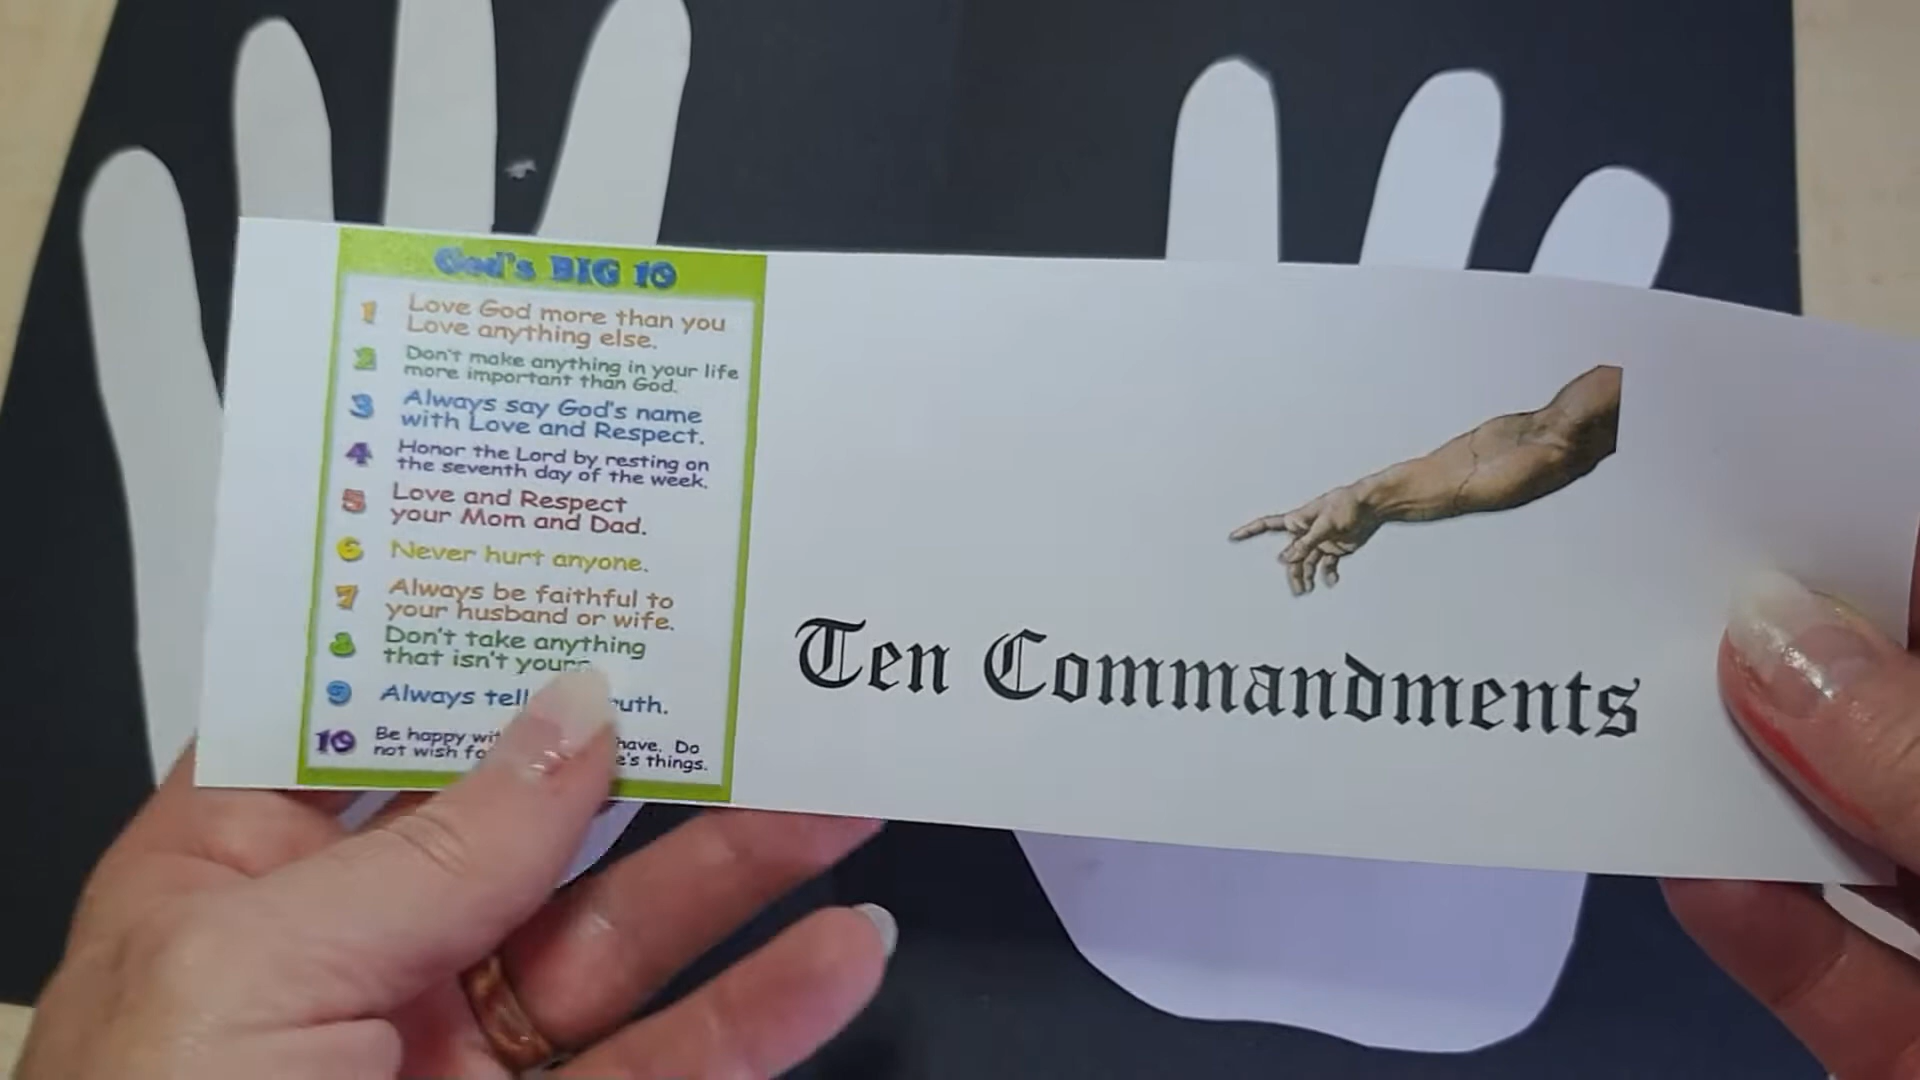 God's BIG 10
1 Love God more than you
Love anything else.
2 Don't make anything in your life
more important than God.
3 Always say God's name
with Love and Respect.
4 Honor the Lord by resting on
the seventh day of the week.
5 Love and Respect
your Mom and Dad.
6 Never hurt anyone.
7 Always be faithful to
your husband or wife.
8 Don't take anything
that isn't yours
9 Always tell
10 Be happy have. Do
not wish things.
Ten Commandments